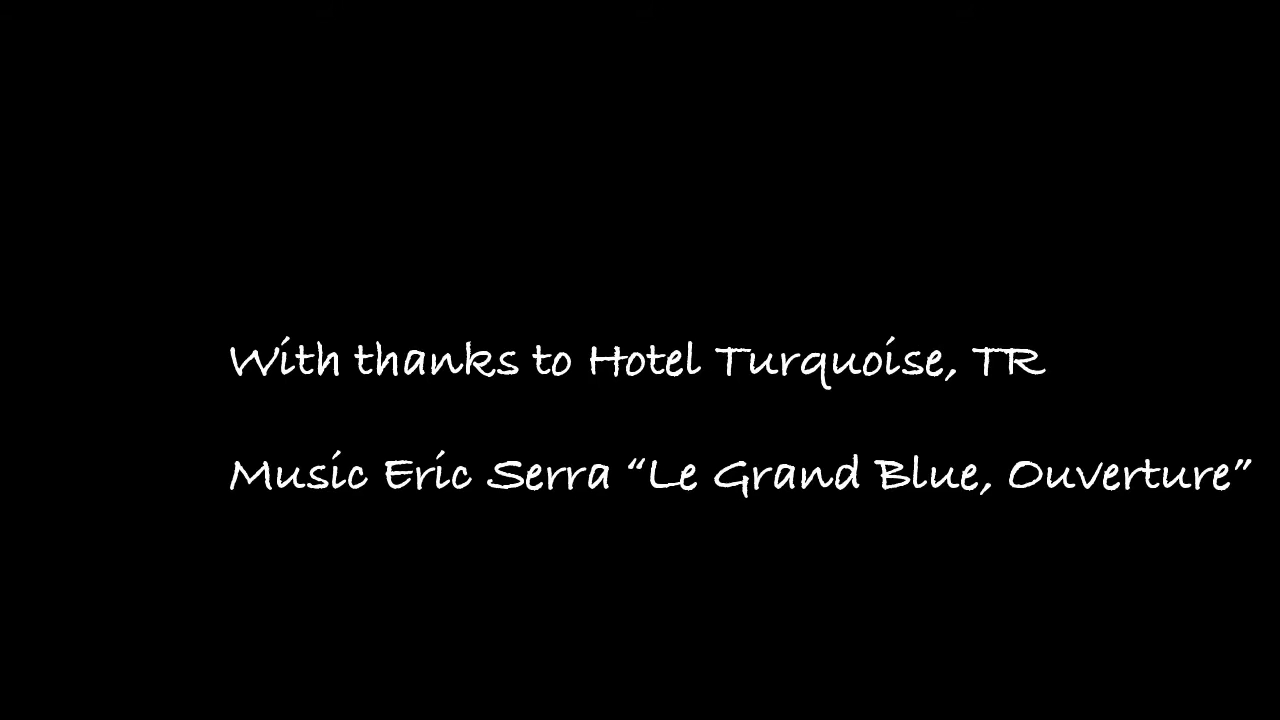 With thanks to Hotel Turquoise, TR
Music Eric Serra “Le Grand Blue, Ouverture”